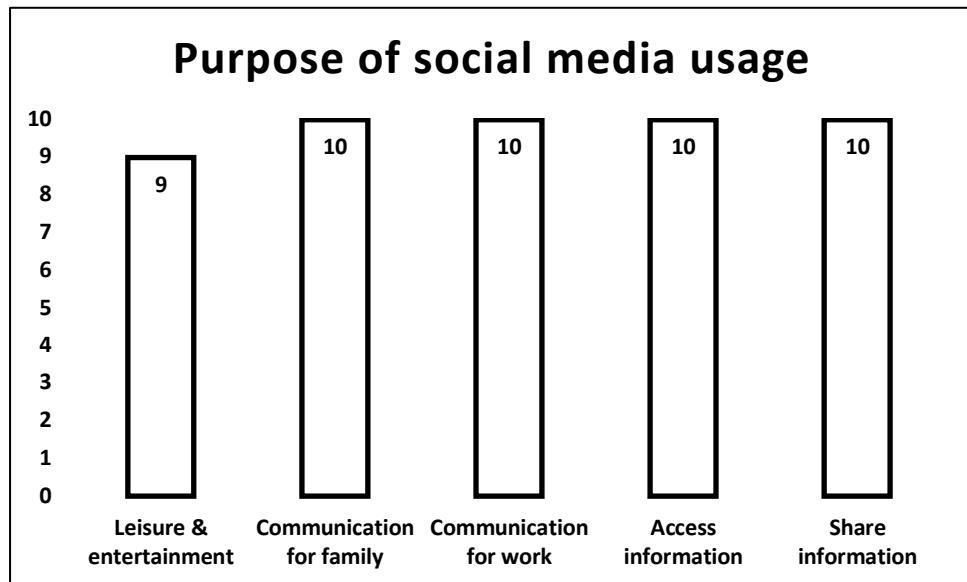 Purpose of social media usage
10
9
8
7
6
5
4
3
2
1
0
9
10
10
10
10
Leisure &
entertainment
Communication
for family
Communication
for work
Access
information
Share
information